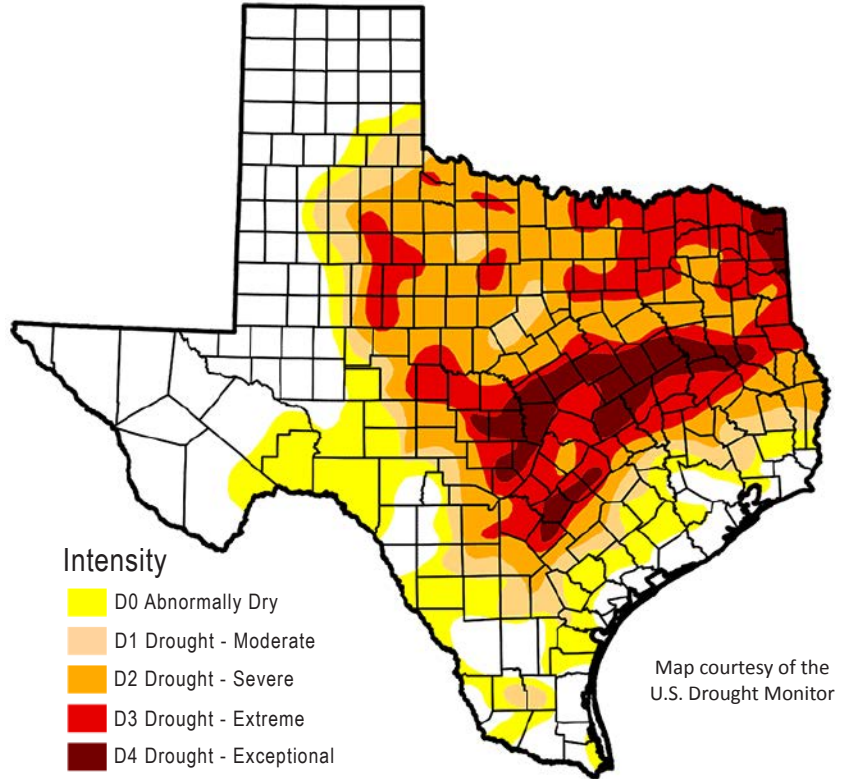 Intensity
D0 Abnormally Dry
D1 Drought - Moderate
D2 Drought - Severe
D3 Drought - Extreme
D4 Drought - Exceptional
Map courtesy of the
U.S. Drought Monitor